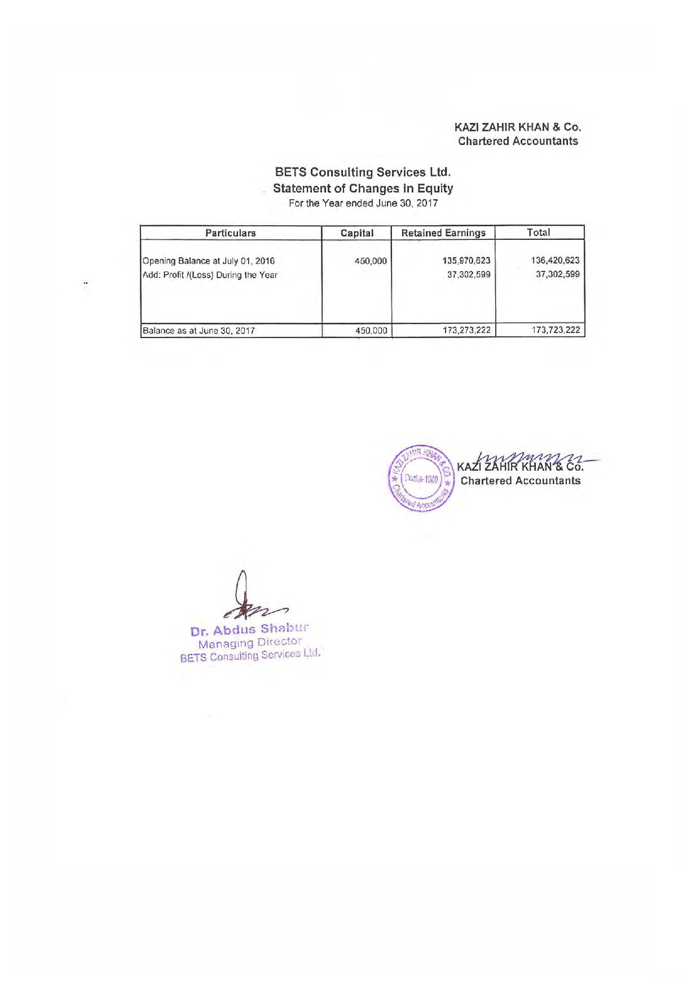 KAZI ZAHIR KHAN & Co.
Chartered Accountants
BETS Consulting Services Ltd.
Statement of Changes in Equity
For the Year ended June 30, 2017
Particulars Capital Retained Earnings Total
Opening Balance at July 01, 2016 450,000 135,970,623 136,420,623
Add: Profit /(Loss) During the Year 37,302,599 37,302,599
Balance as at June 30, 2017 450,000 173,273,222 173,723,222
KAZI ZAHIR KHAN & CO.
Dhaka-1000
Chartered Accountants
KAZI ZAHIR KHAN & Co.
Chartered Accountants
Dr. Abdus Shabur
Managing Director
BETS Consulting Services Ltd.